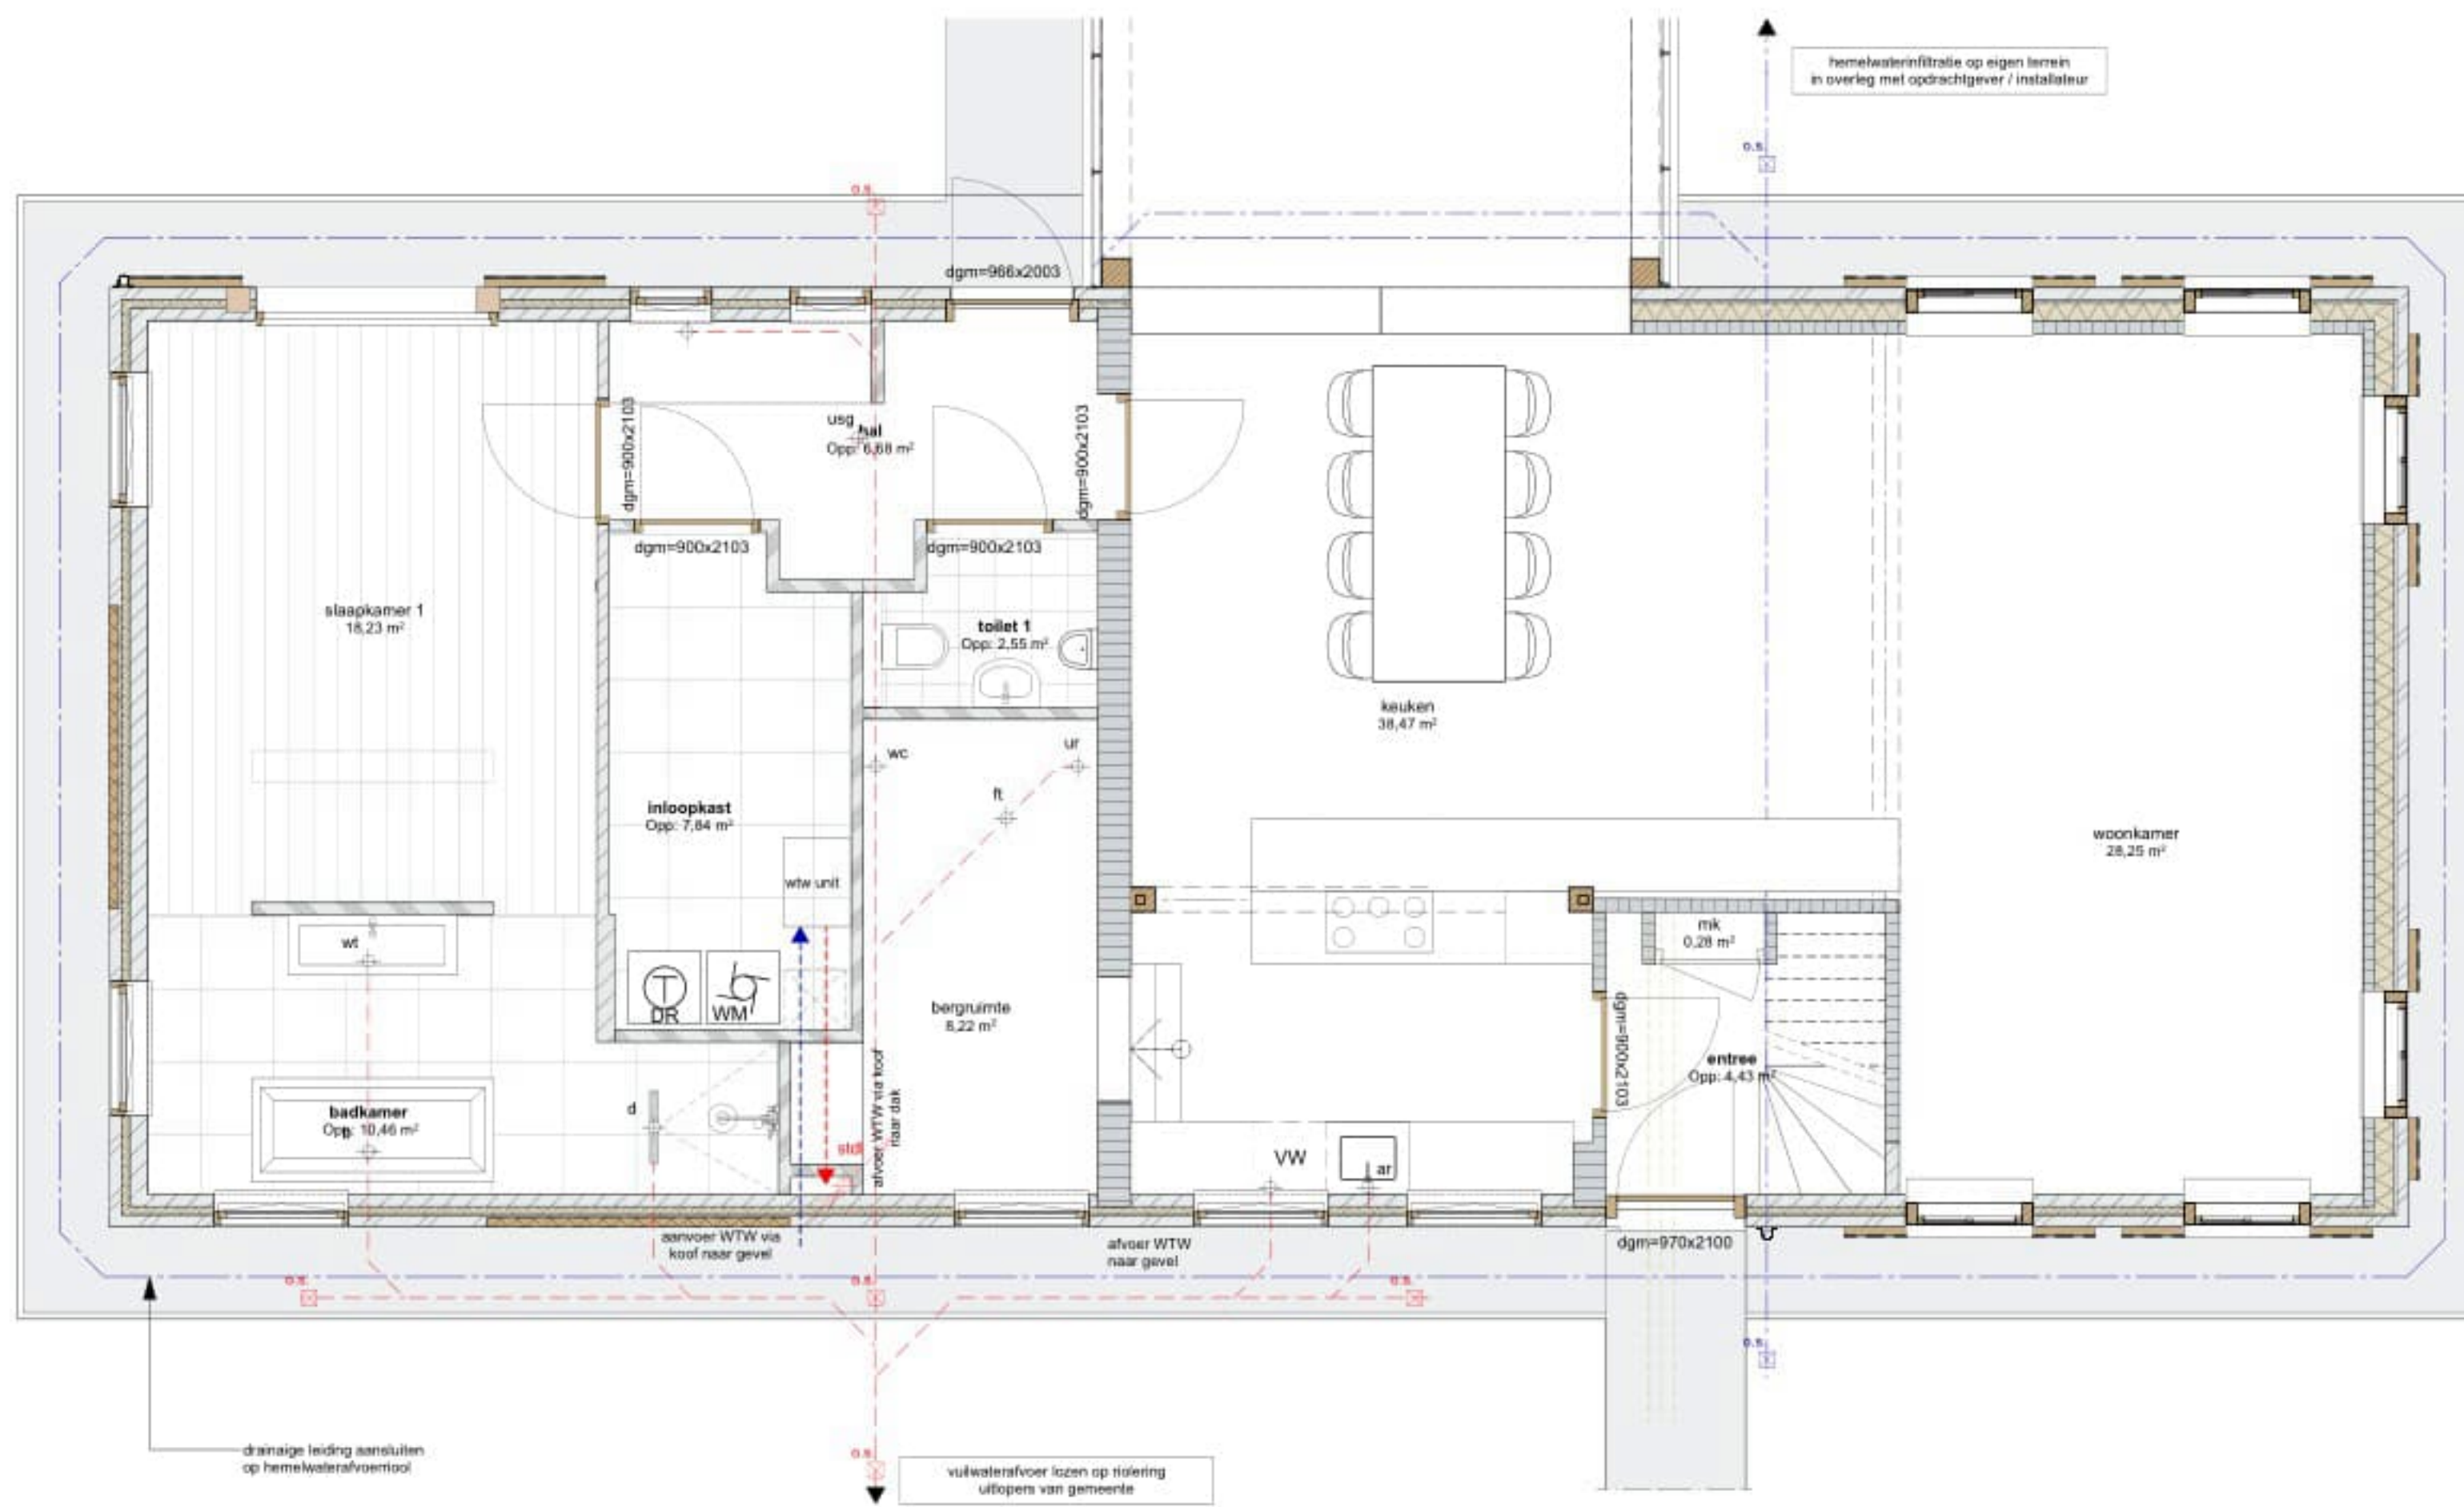 hemelwaterinfiltratie op eigen terrein
in overleg met opdrachtgever / installateur
o.s.
o.s.
dgm=966x2003
dgm=900x2103
usg
hal
Opp: 6,68 m²
dgm=900x2103
dgm=900x2103
dgm=900x2103
slaapkamer 1
18,23 m²
toilet 1
Opp: 2,55 m²
keuken
38,47 m²
wc
ur
ft
inloopkast
Opp: 7,84 m²
wtw unit
woonkamer
28,25 m²
mk
0,28 m²
wt
DR
WM
bergruimte
8,22 m²
dgm=900x2103
entree
Opp: 4,43 m²
badkamer
Opp: 10,46 m²
d
afvoer WTW via koof
naar dak
VW
ar
aanvoer WTW via
koof naar gevel
afvoer WTW
naar gevel
dgm=970x2100
o.s.
o.s.
o.s.
o.s.
drainaige leiding aansluiten
op hemelwaterafvoerriool
o.s.
vuilwaterafvoer lozen op riolering
uitlopers van gemeente